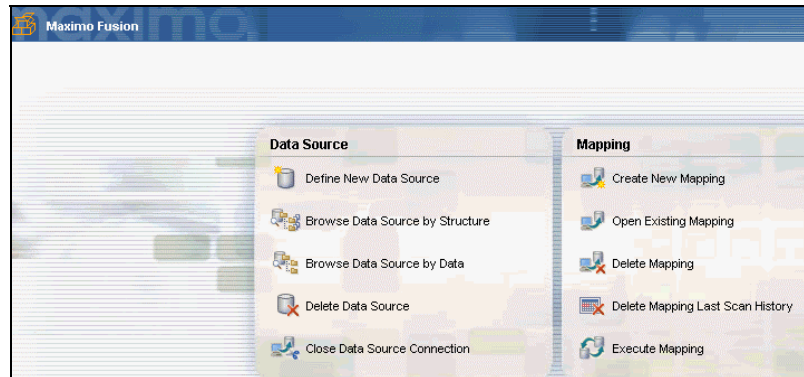 maximo
Maximo Fusion
Data Source
Define New Data Source
Browse Data Source by Structure
Browse Data Source by Data
Delete Data Source
Close Data Source Connection
Mapping
Create New Mapping
Open Existing Mapping
Delete Mapping
Delete Mapping Last Scan History
Execute Mapping